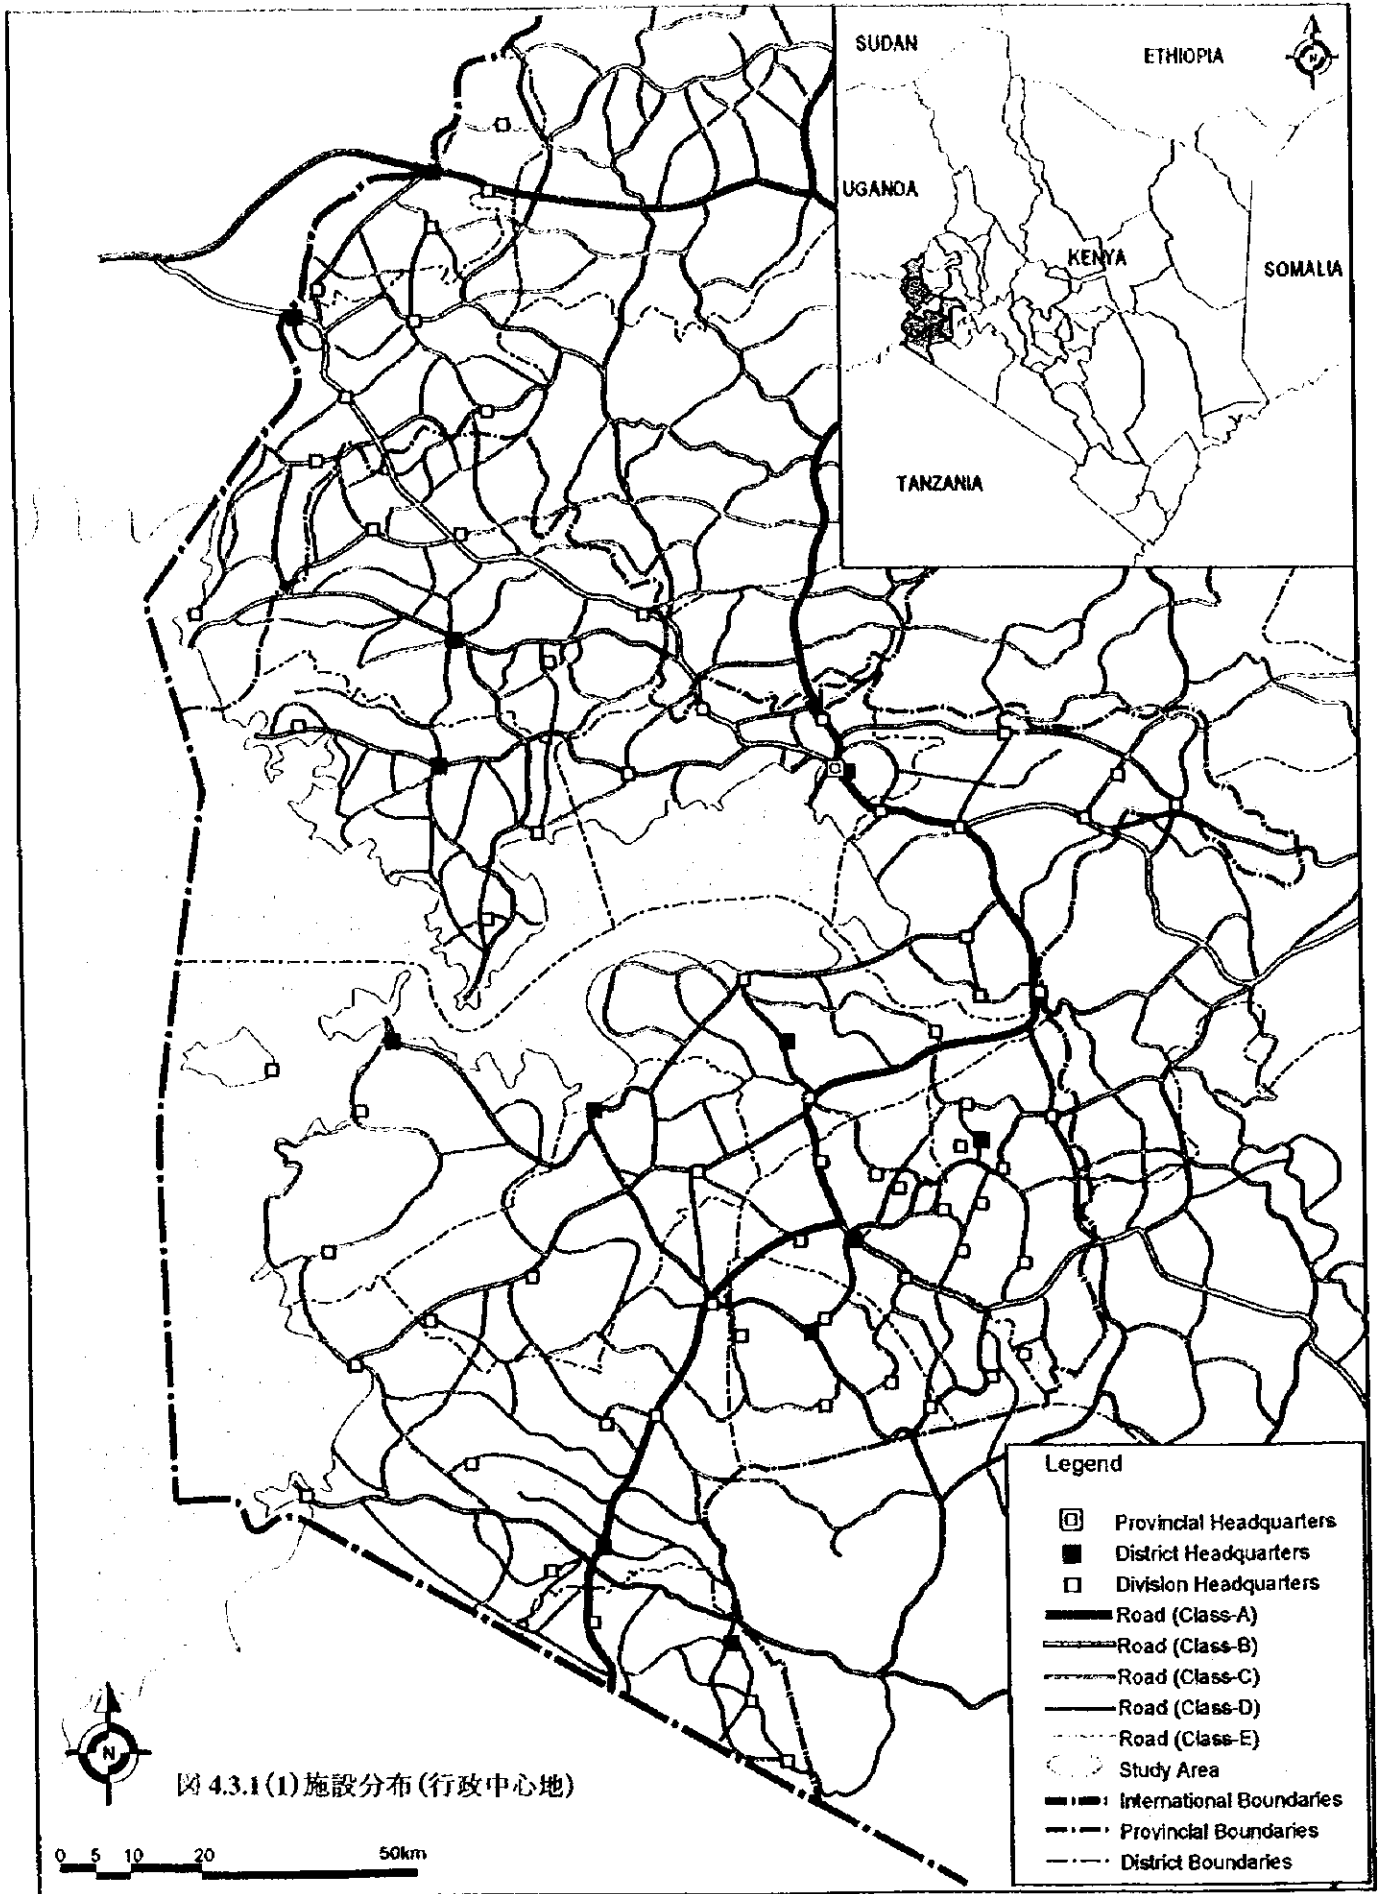 SUDAN
ETHIOPIA
N
UGANDA
KENYA
SOMALIA
TANZANIA
Legend
Provincial Headquarters
District Headquarters
Division Headquarters
Road (Class-A)
Road (Class-B)
Road (Class-C)
Road (Class-D)
Road (Class-E)
Study Area
International Boundaries
Provincial Boundaries
District Boundaries
N
図 4.3.1(1)施設分布(行政中心地)
0 5 10 20 50km